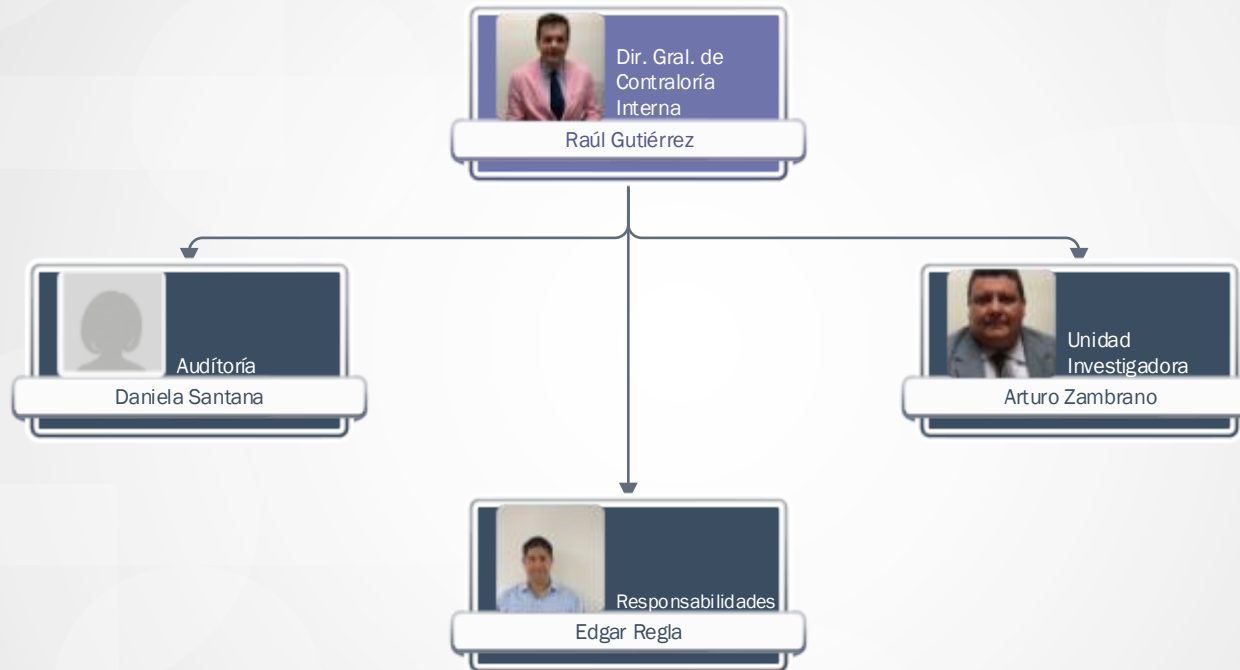 Dir. Gral. de
Contraloría
Interna
Raúl Gutiérrez
Audítoría
Daniela Santana
Unidad
Investigadora
Arturo Zambrano
Responsabilidades
Edgar Regla